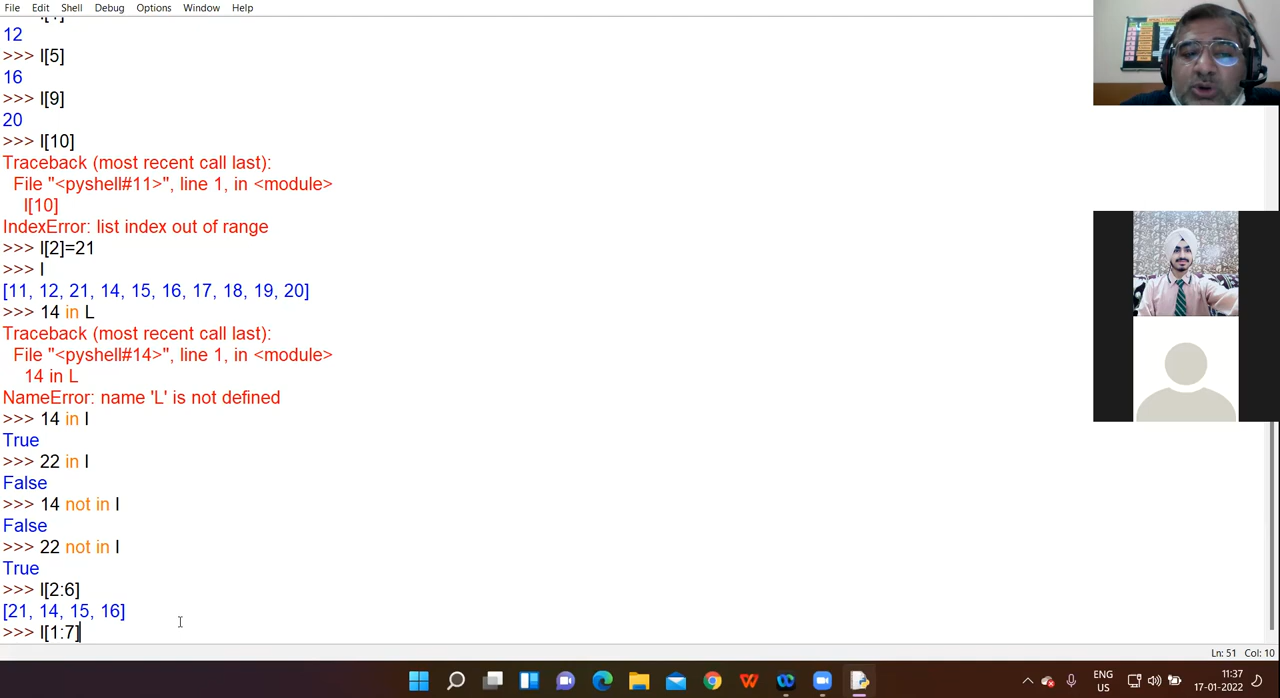 File Edit Shell Debug Options Window Help
12
>>> l[5]
16
>>> l[9]
20
>>> l[10]
Traceback (most recent call last):
File "<pyshell#11>", line 1, in <module>
l[10]
IndexError: list index out of range
>>> l[2]=21
>>> l
[11, 12, 21, 14, 15, 16, 17, 18, 19, 20]
>>> 14 in L
Traceback (most recent call last):
File "<pyshell#14>", line 1, in <module>
14 in L
NameError: name 'L' is not defined
>>> 14 in l
True
>>> 22 in l
False
>>> 14 not in l
False
>>> 22 not in l
True
>>> l[2:6]
[21, 14, 15, 16]
>>> l[1:7]
Ln: 51 Col: 10
ENG
US
11:37
17-01-2022